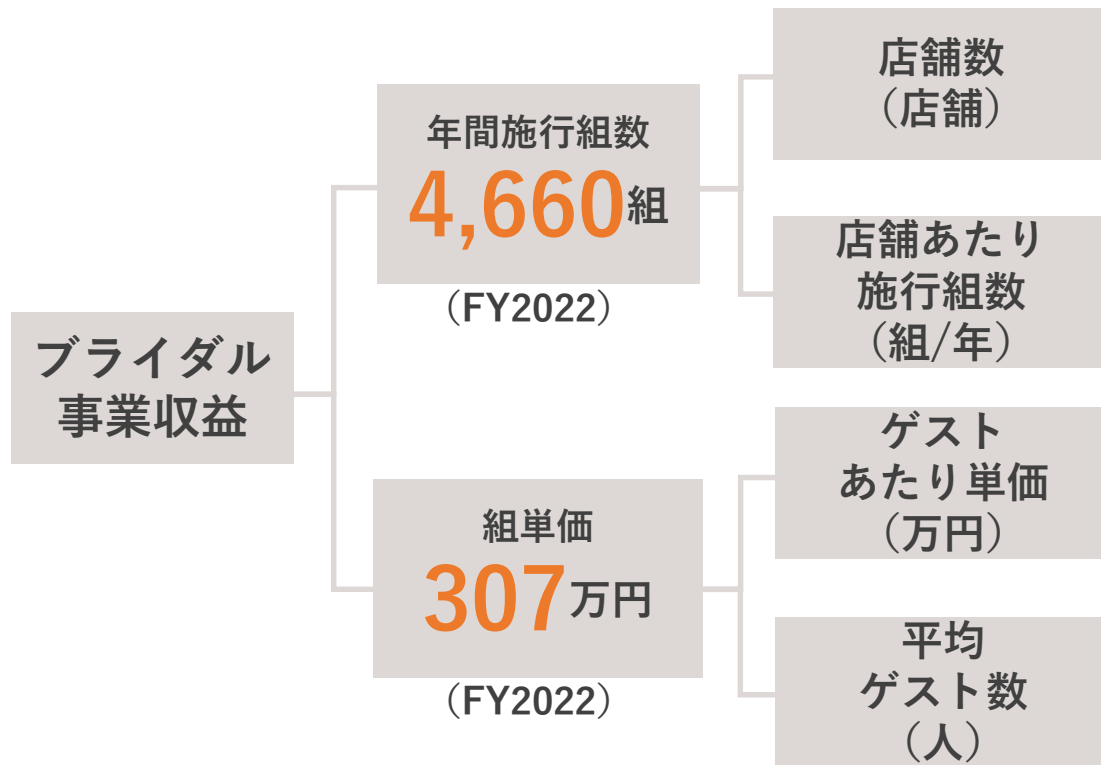 ブライダル
事業収益
年間施行組数
4,660組
（FY2022）
組単価
307万円
（FY2022）
店舗数
（店舗）
店舗あたり
施行組数
（組/年）
ゲスト
あたり単価
（万円）
平均
ゲスト数
（人）